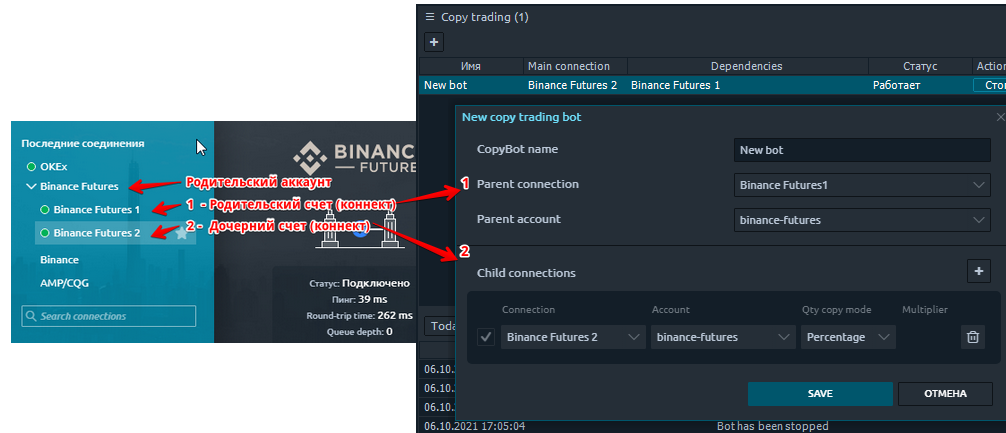 Copy trading (1)
Имя Main connection Dependencies Статус Action
New bot Binance Futures 2 Binance Futures 1 Работает Сто
New copy trading bot
CopyBot name New bot
1 Parent connection Binance Futures1
Parent account binance-futures
2
Child connections
Connection Account Qty copy mode Multiplier
Binance Futures 2 binance-futures Percentage
SAVE ОТМЕНА
Toda
06.10.
06.10.
06.10.
06.10.2021 17:05:04 Bot has been stopped
Последние соединения
OKEx
Binance Futures
Родительский аккаунт
Binance Futures 1
1 - Родительский счет (коннект)
Binance Futures 2
2 - Дочерний счет (коннект)
Binance
AMP/CQG
Search connections
BINANC
FUTURE
Статус: Подключено
Пинг: 39 ms
Round-trip time: 262 ms
Queue depth: 0